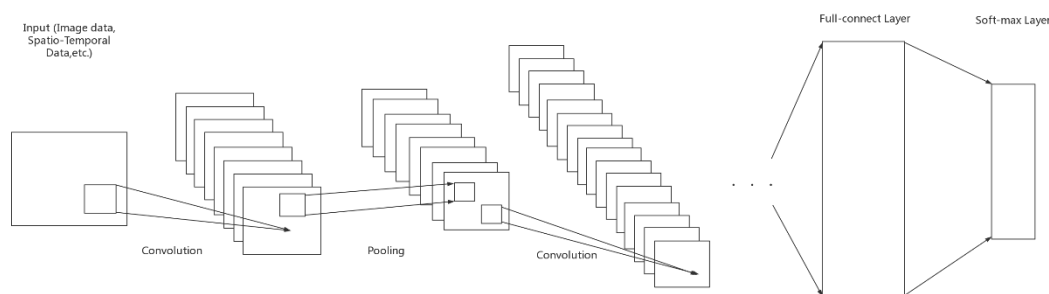 Input (Image data,
Spatio-Temporal
Data,etc.)
Full-connect Layer
Soft-max Layer
Convolution
Pooling
Convolution
. . .